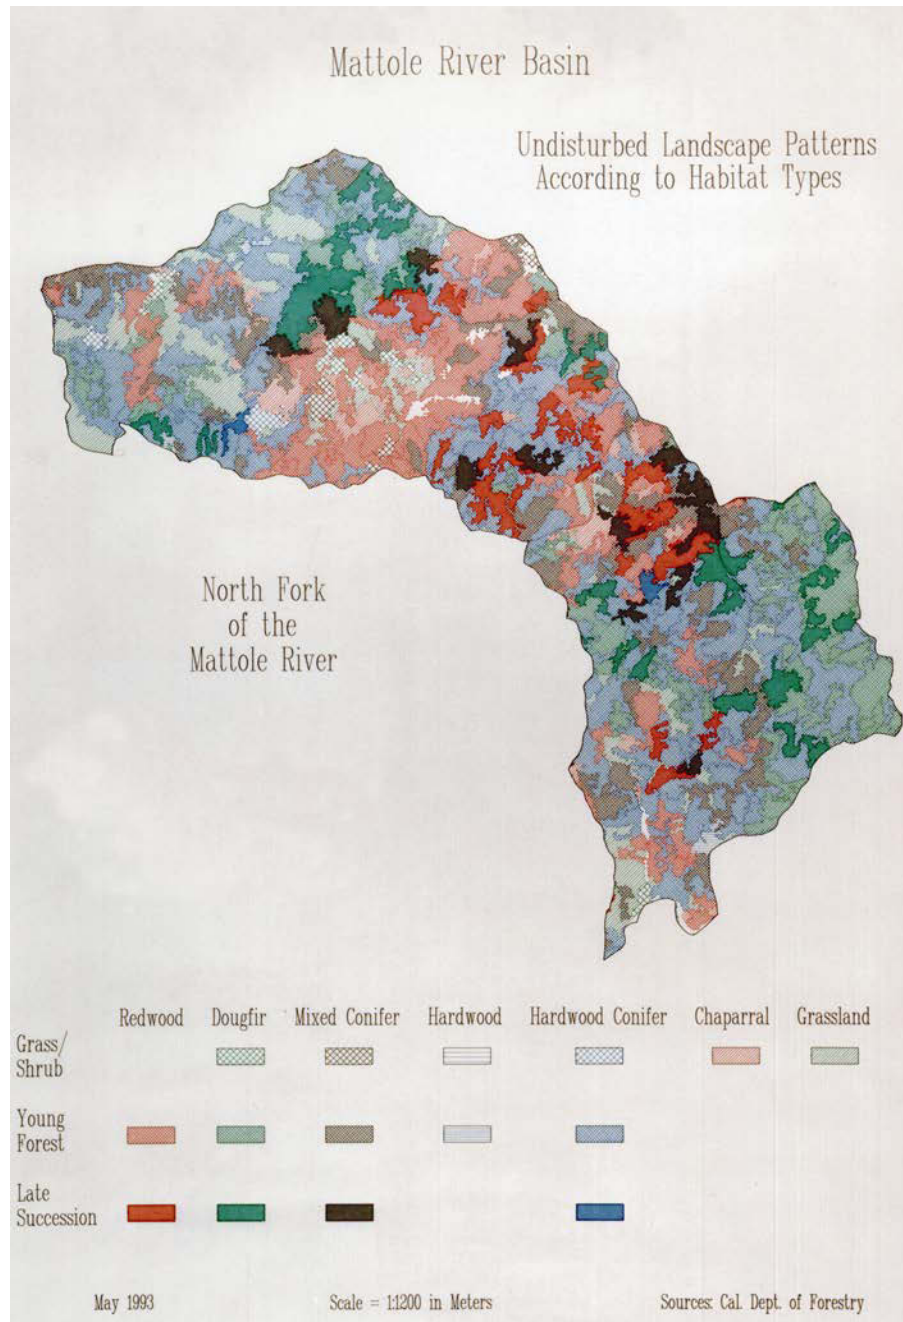 Mattole River Basin
Undisturbed Landscape Patterns
According to Habitat Types
North Fork
of the
Mattole River
Redwood Dougfir Mixed Conifer Hardwood Hardwood Conifer Chaparral Grassland
Grass/
Shrub
Young
Forest
Late
Succession
May 1993 Scale = 1:1200 in Meters Sources: Cal. Dept. of Forestry